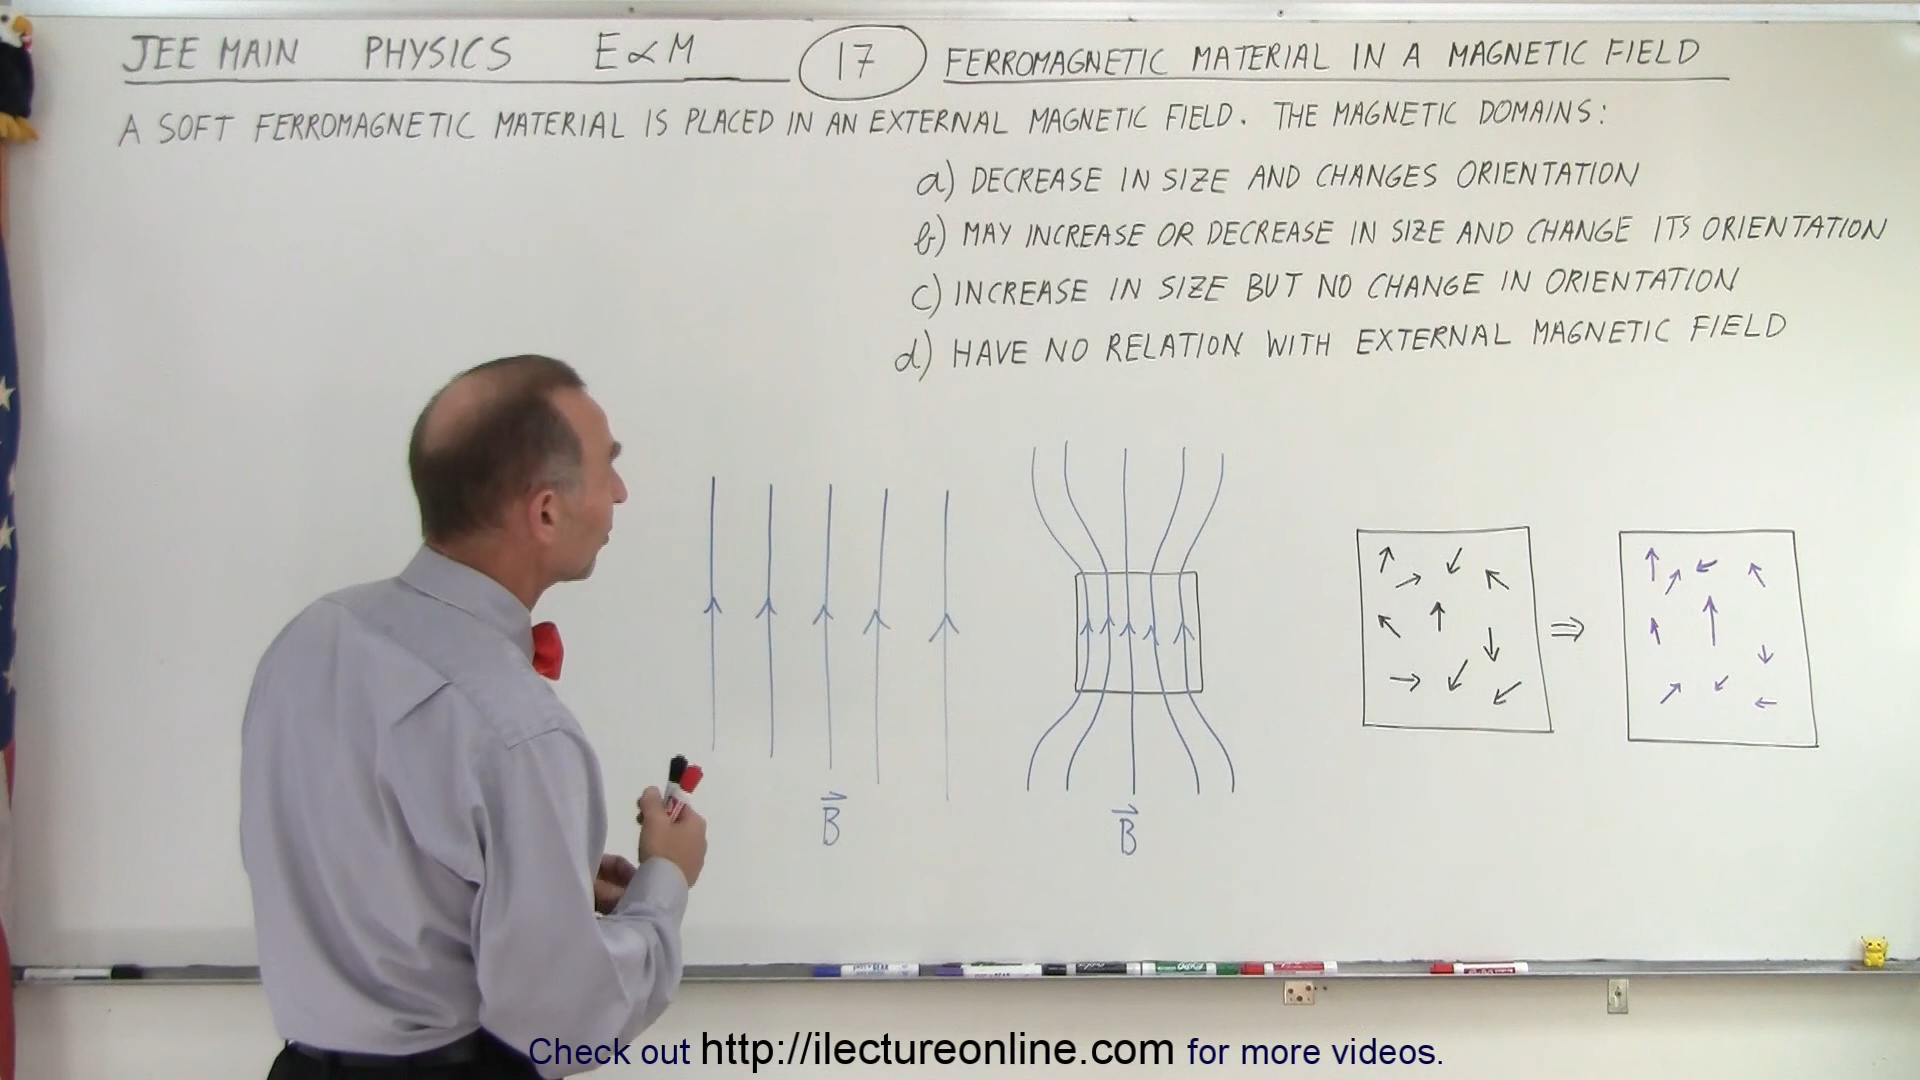 JEE MAIN PHYSICS E∝M 17 FERROMAGNETIC MATERIAL IN A MAGNETIC FIELD
A SOFT FERROMAGNETIC MATERIAL IS PLACED IN AN EXTERNAL MAGNETIC FIELD. THE MAGNETIC DOMAINS:
a) DECREASE IN SIZE AND CHANGES ORIENTATION
b) MAY INCREASE OR DECREASE IN SIZE AND CHANGE ITS ORIENTATION
c) INCREASE IN SIZE BUT NO CHANGE IN ORIENTATION
d) HAVE NO RELATION WITH EXTERNAL MAGNETIC FIELD
B⃗ B⃗
Check out http://ilectureonline.com for more videos.